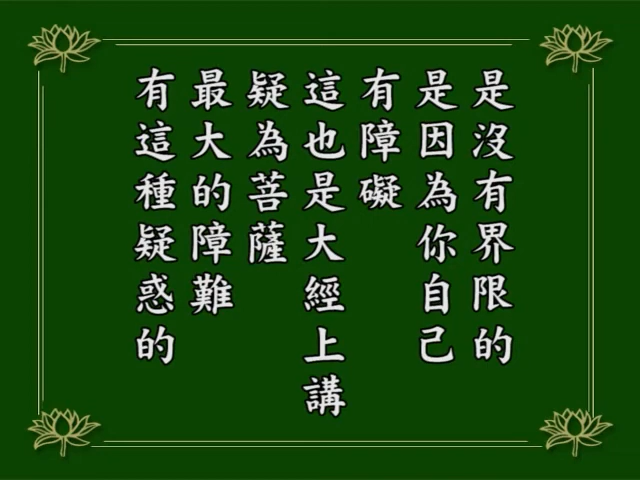 是沒有界限的
是因為你自己
有障礙
這也是大經上講
疑為菩薩
最大的障難
有這種疑惑的